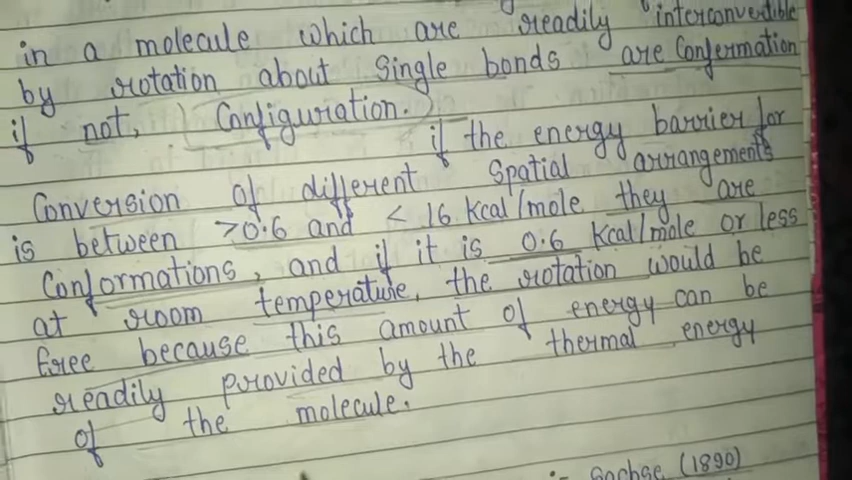 in a molecule which are readily interconvertible
by rotation about single bonds are Confermation
if not, Configuration.
if the energy barrier for
Conversion of different Spatial arrangements
is between >0.6 and < 16 Kcal/mole they are
Conformations, and if it is 0.6 Kcal/mole or less
at room temperature, the rotation would be
free because this amount of energy can be
readily provided by the thermal energy
of the molecule.
:- Sachse (1890)